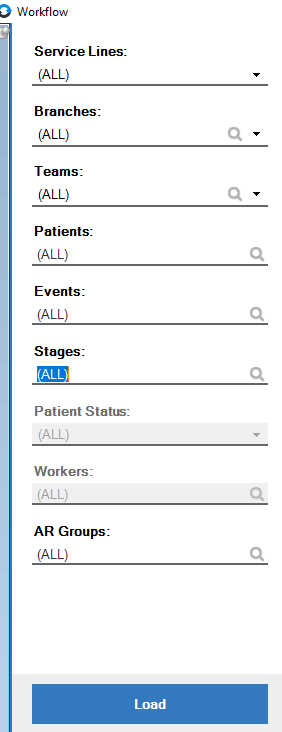 Workflow
Service Lines:
(ALL)
Branches:
(ALL)
Teams:
(ALL)
Patients:
(ALL)
Events:
(ALL)
Stages:
(ALL)
Patient Status:
(ALL)
Workers:
(ALL)
AR Groups:
(ALL)
Load